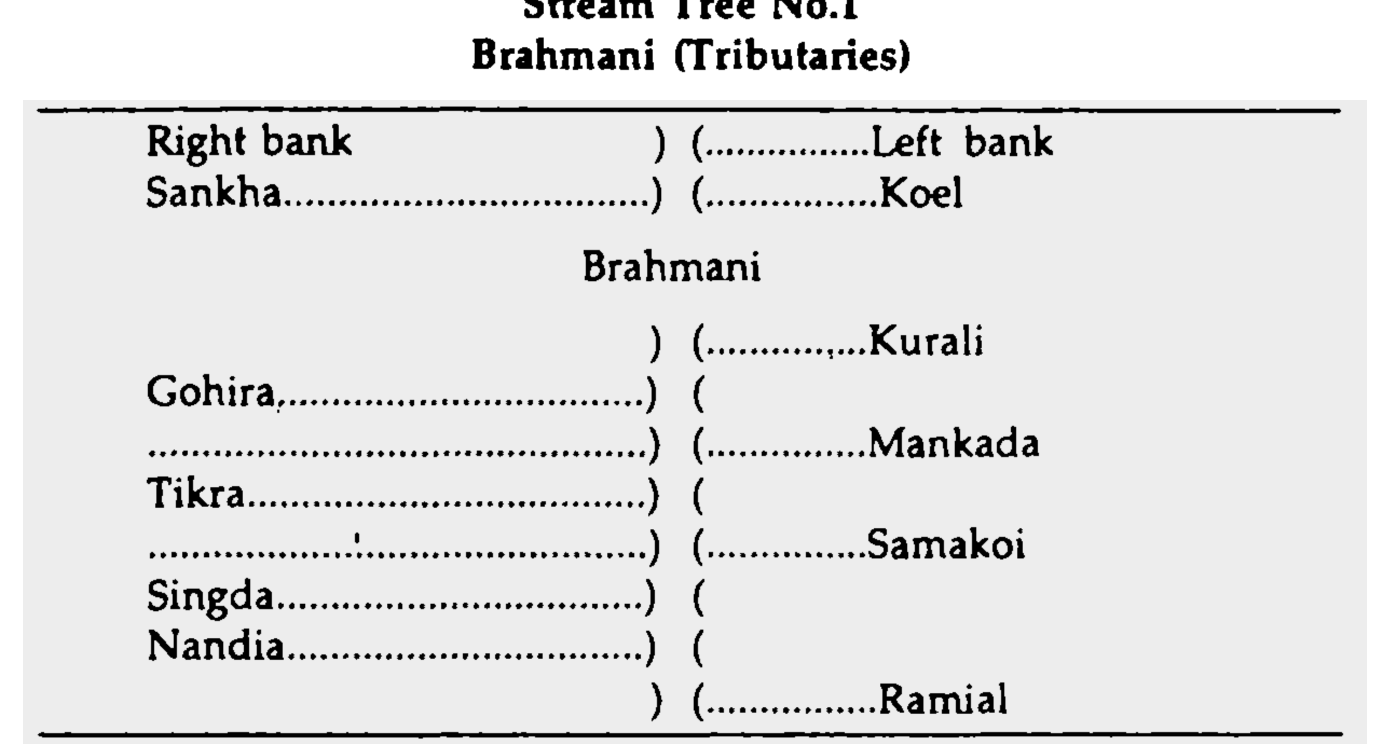 Stream Tree No.1
Brahmani (Tributaries)
Right bank ) (................Left bank
Sankha..................................) (................Koel
Brahmani
) (...............Kurali
Gohira..................................) (
..............................................) (...............Mankada
Tikra.....................................) (
..............................................) (...............Samakoi
Singda..................................) (
Nandia.................................) (
) (................Ramial